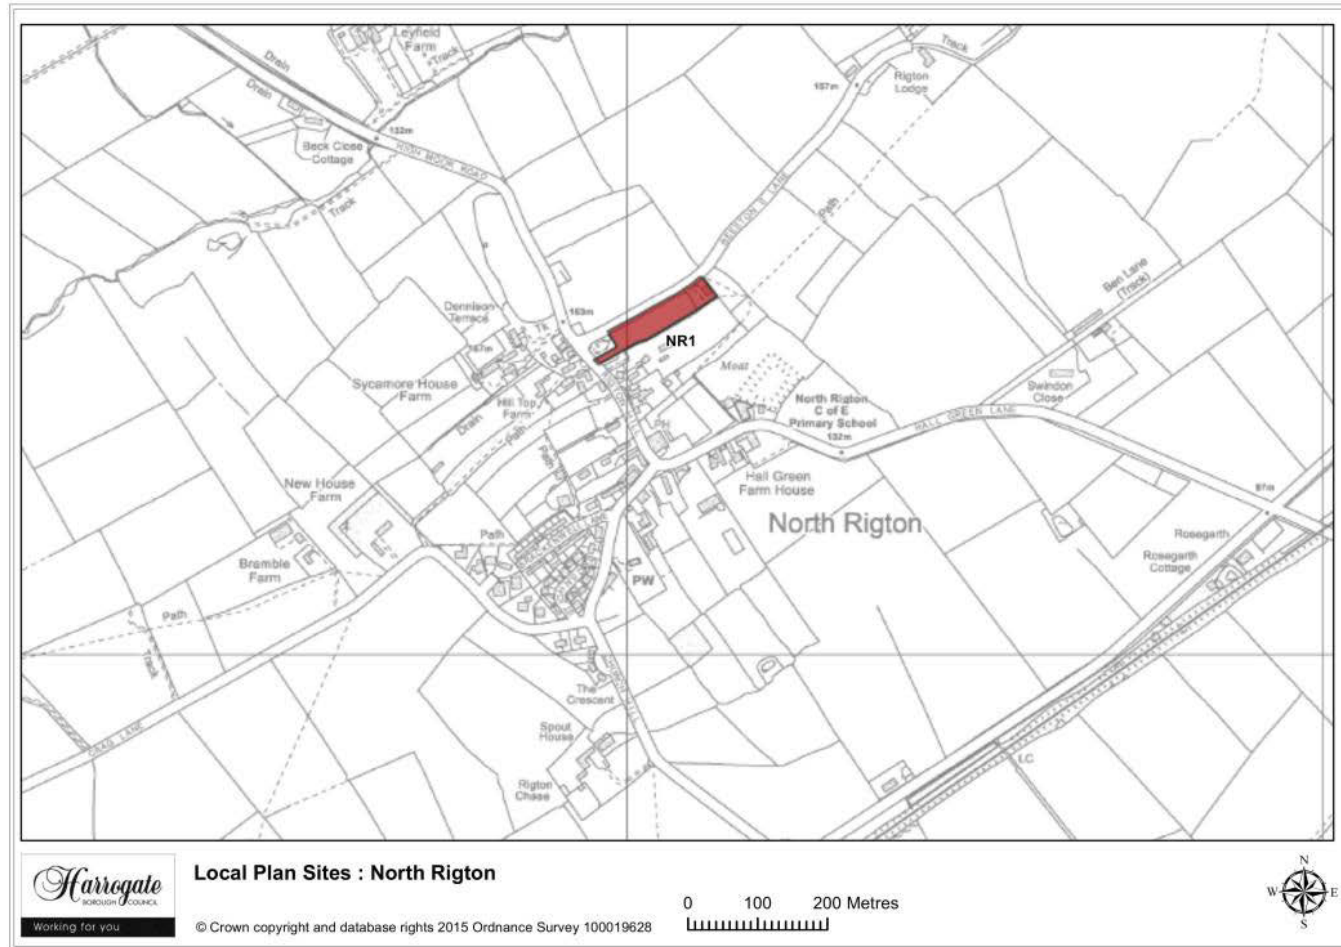 Leyfield
Farm
Track
Drain
Drain
Beck Close
Cottage
132m
HIGH MOOR ROAD
Track
Track
Rigton
Lodge
157m
Path
Ben Lane
(Track)
Dennison
Terrace
163m
NR1
Moat
Sycamore House
Farm
Hill Top
Farm
Drain
Path
Path
PH
North Rigton
C of E
Primary School
132m
HALL GREEN LANE
Swindon
Close
Hall Green
Farm House
New House
Farm
Path
Bramble
Farm
North Rigton
97m
Rosegarth
Rosegarth
Cottage
PW
Path
Track
CRAG LANE
The
Crescent
Spout
House
Rigton
Chase
LC
Harrogate
BOROUGH COUNCIL
Working for you
Local Plan Sites : North Rigton
© Crown copyright and database rights 2015 Ordnance Survey 100019628
0 100 200 Metres
N
W E
S